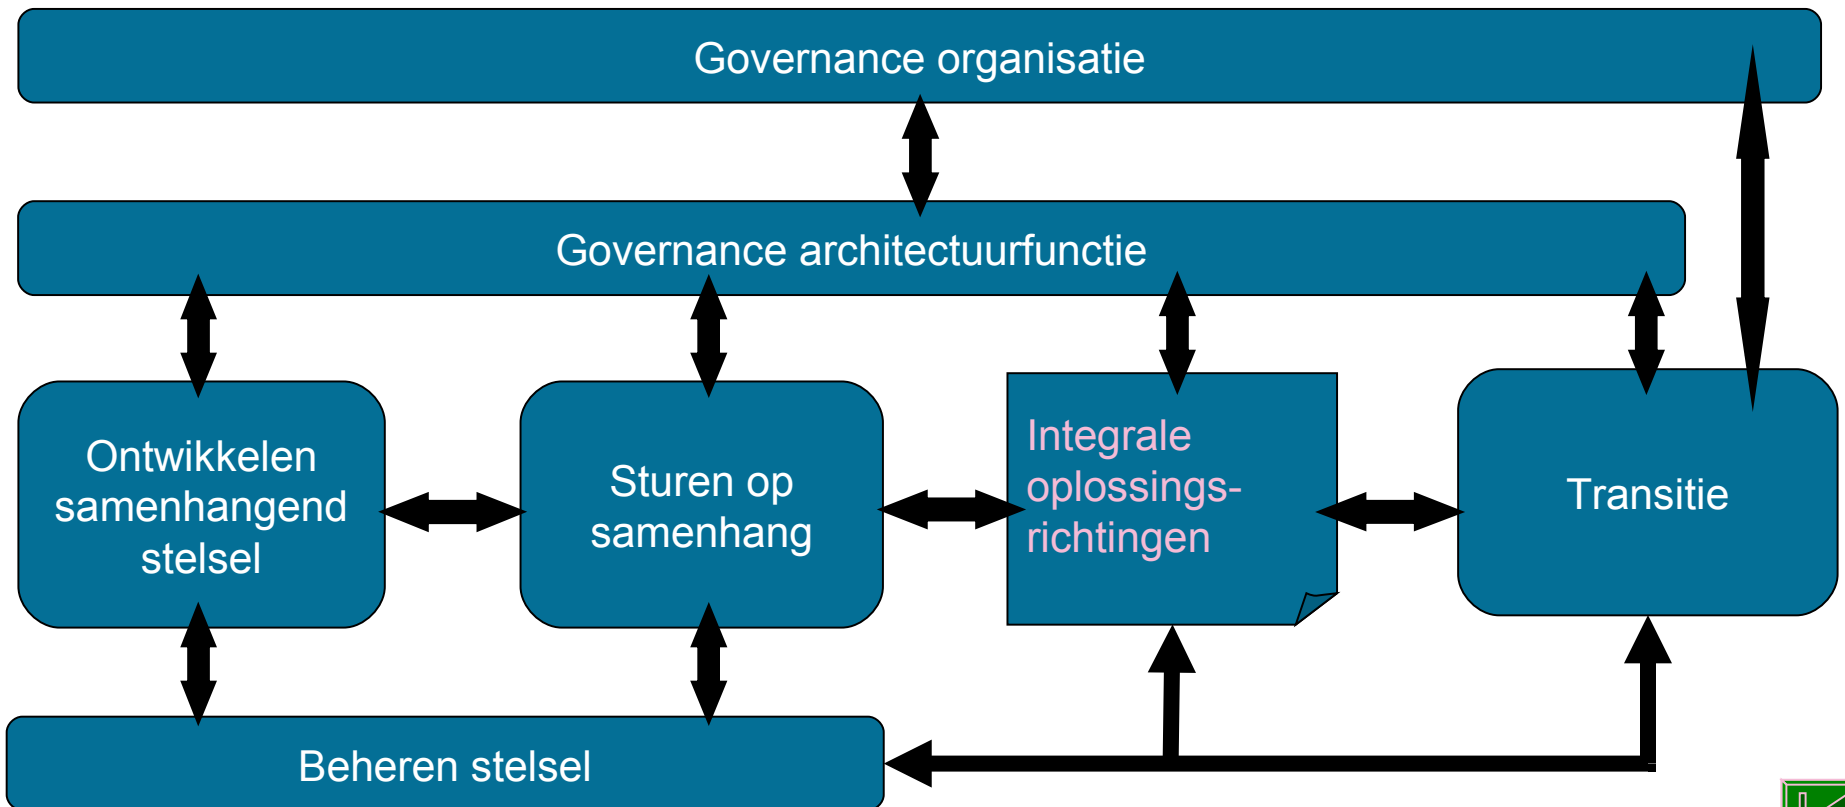 Governance organisatie
Governance architectuurfunctie
Ontwikkelen
samenhangend
stelsel
Sturen op
samenhang
Integrale
oplossings-
richtingen
Transitie
Beheren stelsel